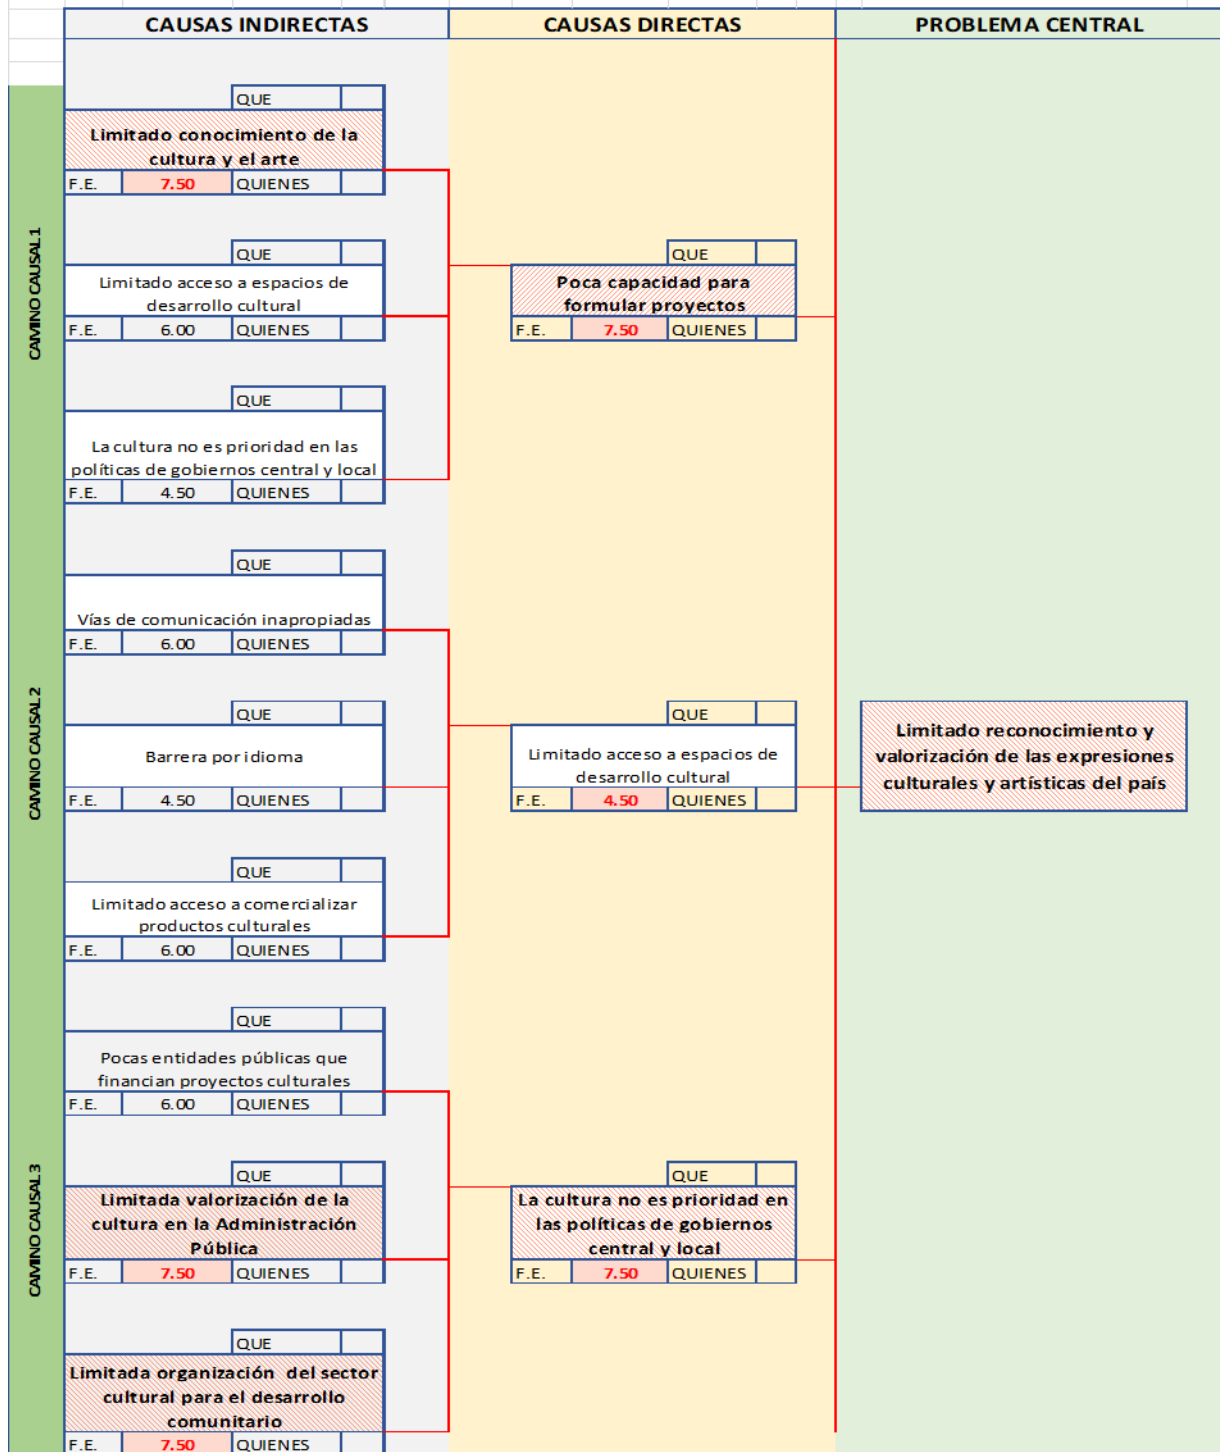 CAUSAS INDIRECTAS
CAUSAS DIRECTAS
PROBLEMA CENTRAL
CAMINO CAUSAL 1
QUE
Limitado conocimiento de la
cultura y el arte
F.E. 7.50 QUIENES
QUE
Limitado acceso a espacios de
desarrollo cultural
F.E. 6.00 QUIENES
QUE
La cultura no es prioridad en las
políticas de gobiernos central y local
F.E. 4.50 QUIENES
QUE
Poca capacidad para
formular proyectos
F.E. 7.50 QUIENES
CAMINO CAUSAL 2
QUE
Vías de comunicación inapropiadas
F.E. 6.00 QUIENES
QUE
Barrera por idioma
F.E. 4.50 QUIENES
QUE
Limitado acceso a comercializar
productos culturales
F.E. 6.00 QUIENES
QUE
Limitado acceso a espacios de
desarrollo cultural
F.E. 4.50 QUIENES
Limitado reconocimiento y
valorización de las expresiones
culturales y artísticas del país
CAMINO CAUSAL 3
QUE
Pocas entidades públicas que
financian proyectos culturales
F.E. 6.00 QUIENES
QUE
Limitada valorización de la
cultura en la Administración
Pública
F.E. 7.50 QUIENES
QUE
Limitada organización del sector
cultural para el desarrollo
comunitario
F.E. 7.50 QUIENES
QUE
La cultura no es prioridad en
las políticas de gobiernos
central y local
F.E. 7.50 QUIENES